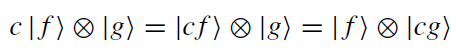 c |f⟩ ⊗ |g⟩ = |cf⟩ ⊗ |g⟩ = |f⟩ ⊗ |cg⟩